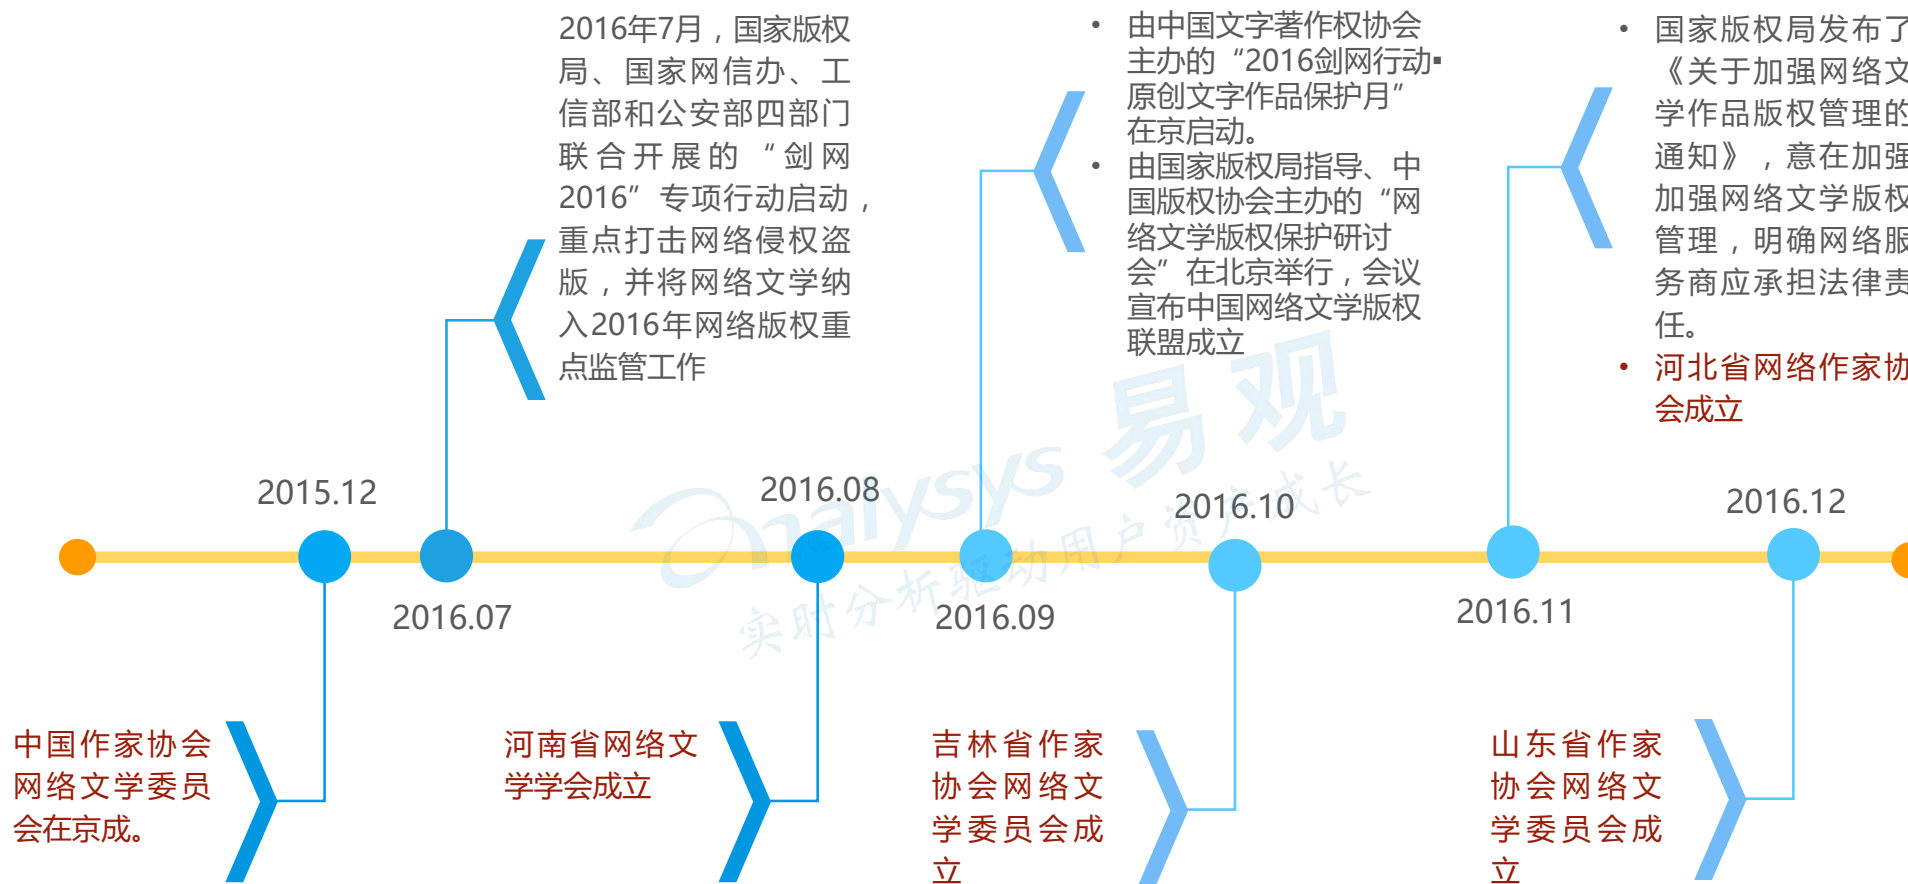 2016年7月，国家版权
局、国家网信办、工
信部和公安部四部门
联合开展的“剑网
2016”专项行动启动，
重点打击网络侵权盗
版，并将网络文学纳
入2016年网络版权重
点监管工作
• 由中国文字著作权协会
主办的“2016剑网行动▪
原创文字作品保护月”
在京启动。
• 由国家版权局指导、中
国版权协会主办的“网
络文学版权保护研讨
会”在北京举行，会议
宣布中国网络文学版权
联盟成立
• 国家版权局发布了
《关于加强网络文
学作品版权管理的
通知》，意在加强
加强网络文学版权
管理，明确网络服
务商应承担法律责
任。
• 河北省网络作家协
会成立
2015.12
2016.08
2016.10
2016.12
2016.07
2016.09
2016.11
Analysys 易观
实时分析驱动用户资产成长
中国作家协会
网络文学委员
会在京成。
河南省网络文
学学会成立
吉林省作家
协会网络文
学委员会成
立
山东省作家
协会网络文
学委员会成
立